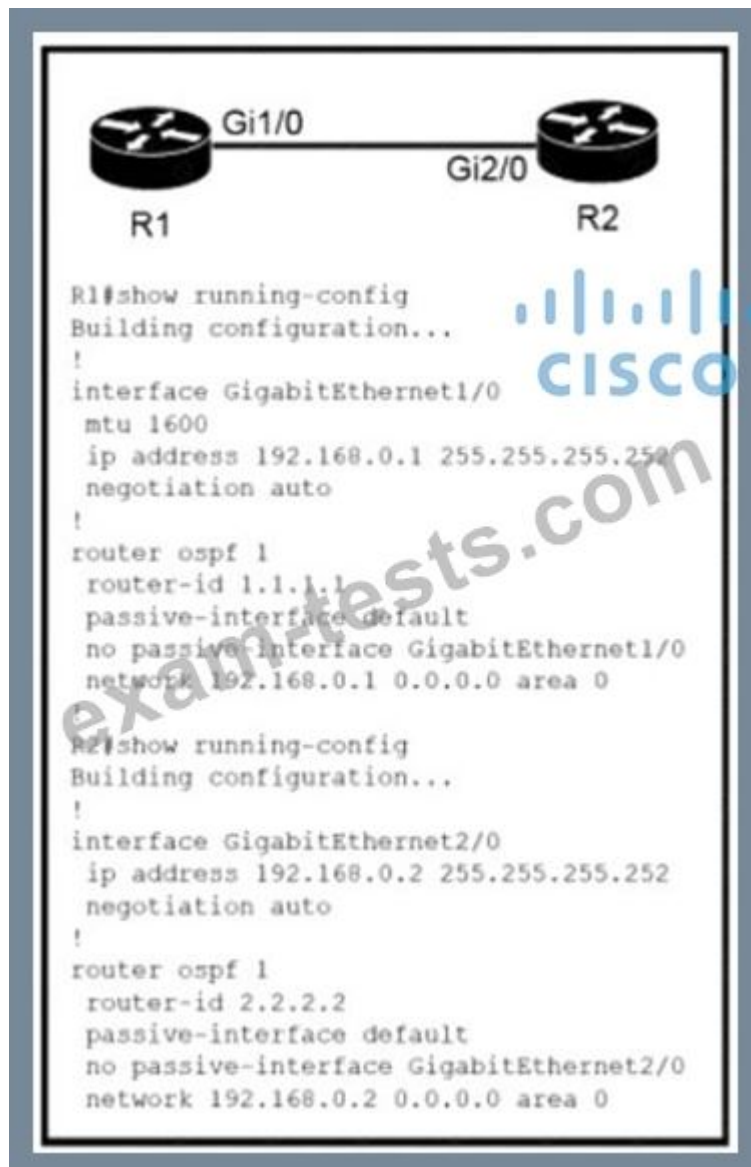 Gi1/0
Gi2/0
R1
R2
R1#show running-config
Building configuration...
!
CISCO
interface GigabitEthernet1/0
mtu 1600
ip address 192.168.0.1 255.255.255.252
negotiation auto
!
router ospf 1
router-id 1.1.1.1
passive-interface default
no passive-interface GigabitEthernet1/0
network 192.168.0.1 0.0.0.0 area 0
!
exam-tests.com
R2#show running-config
Building configuration...
!
interface GigabitEthernet2/0
ip address 192.168.0.2 255.255.255.252
negotiation auto
!
router ospf 1
router-id 2.2.2.2
passive-interface default
no passive-interface GigabitEthernet2/0
network 192.168.0.2 0.0.0.0 area 0